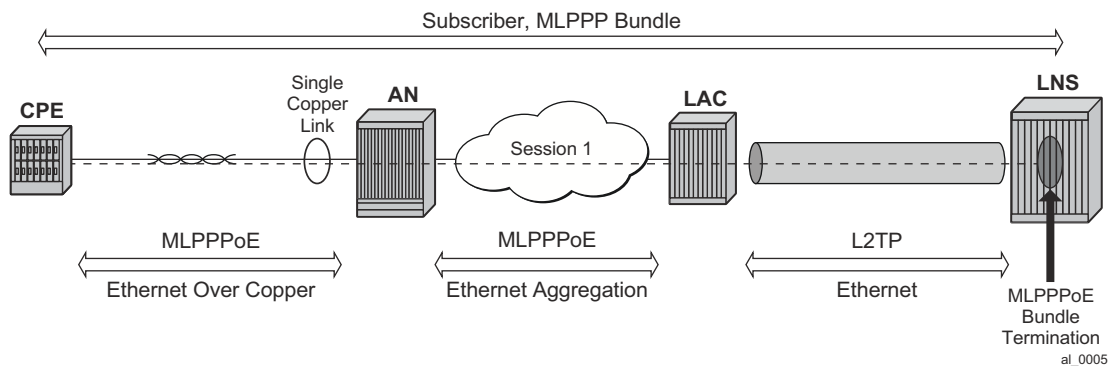 Subscriber, MLPPP Bundle
CPE
Single
Copper
Link
AN
Session 1
LAC
LNS
MLPPPoE
Ethernet Over Copper
MLPPPoE
Ethernet Aggregation
L2TP
Ethernet
MLPPPoE
Bundle
Termination
al_0005